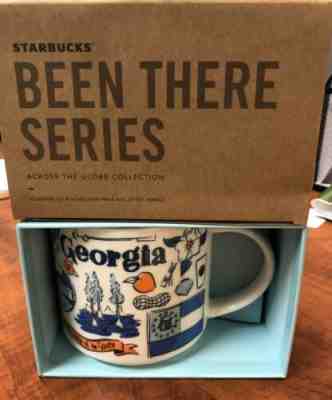 STARBUCKS
BEEN THERE
SERIES
ACROSS THE GLOBE COLLECTION
Georgia